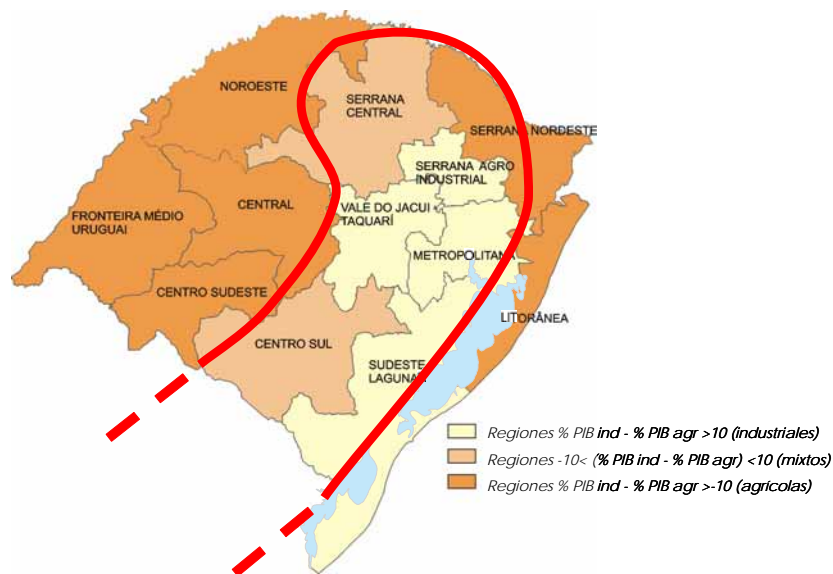 NOROESTE
SERRANA
CENTRAL
SERRANA NORDESTE
SERRANA AGRO
INDUSTRIAL
FRONTEIRA MÉDIO
URUGUAI
CENTRAL
VALE DO JACUI -
TAQUARÍ
METROPOLITANA
CENTRO SUDESTE
LITORÂNEA
CENTRO SUL
SUDESTE
LAGUNAR
Regiones % PIB ind - % PIB agr >10 (industriales)
Regiones -10< (% PIB ind - % PIB agr) <10 (mixtos)
Regiones % PIB ind - % PIB agr >-10 (agrícolas)